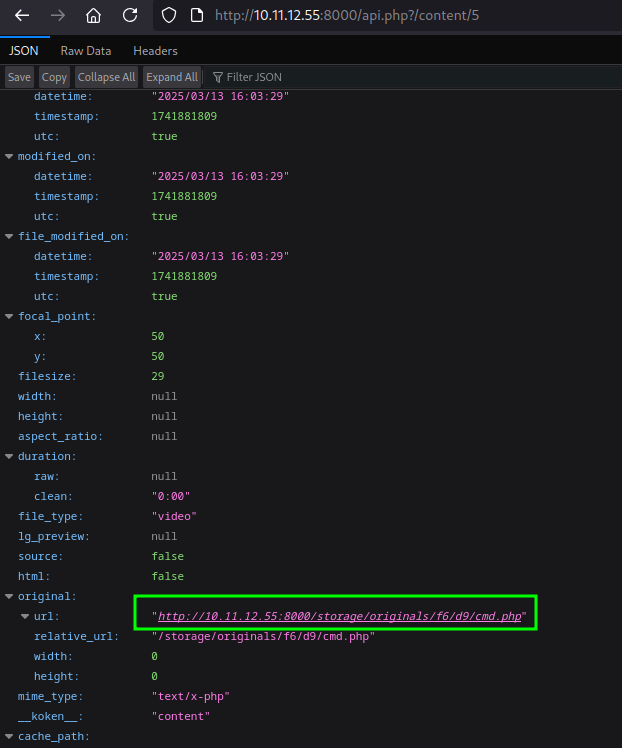 http://10.11.12.55:8000/api.php?/content/5
JSON Raw Data Headers
Save Copy Collapse All Expand All Filter JSON
datetime: "2025/03/13 16:03:29"
timestamp: 1741881809
utc: true
modified_on:
datetime: "2025/03/13 16:03:29"
timestamp: 1741881809
utc: true
file_modified_on:
datetime: "2025/03/13 16:03:29"
timestamp: 1741881809
utc: true
focal_point:
x: 50
y: 50
filesize: 29
width: null
height: null
aspect_ratio: null
duration:
raw: null
clean: "0:00"
file_type: "video"
lg_preview: null
source: false
html: false
original:
url: "http://10.11.12.55:8000/storage/originals/f6/d9/cmd.php"
relative_url: "/storage/originals/f6/d9/cmd.php"
width: 0
height: 0
mime_type: "text/x-php"
__koken__: "content"
cache_path: